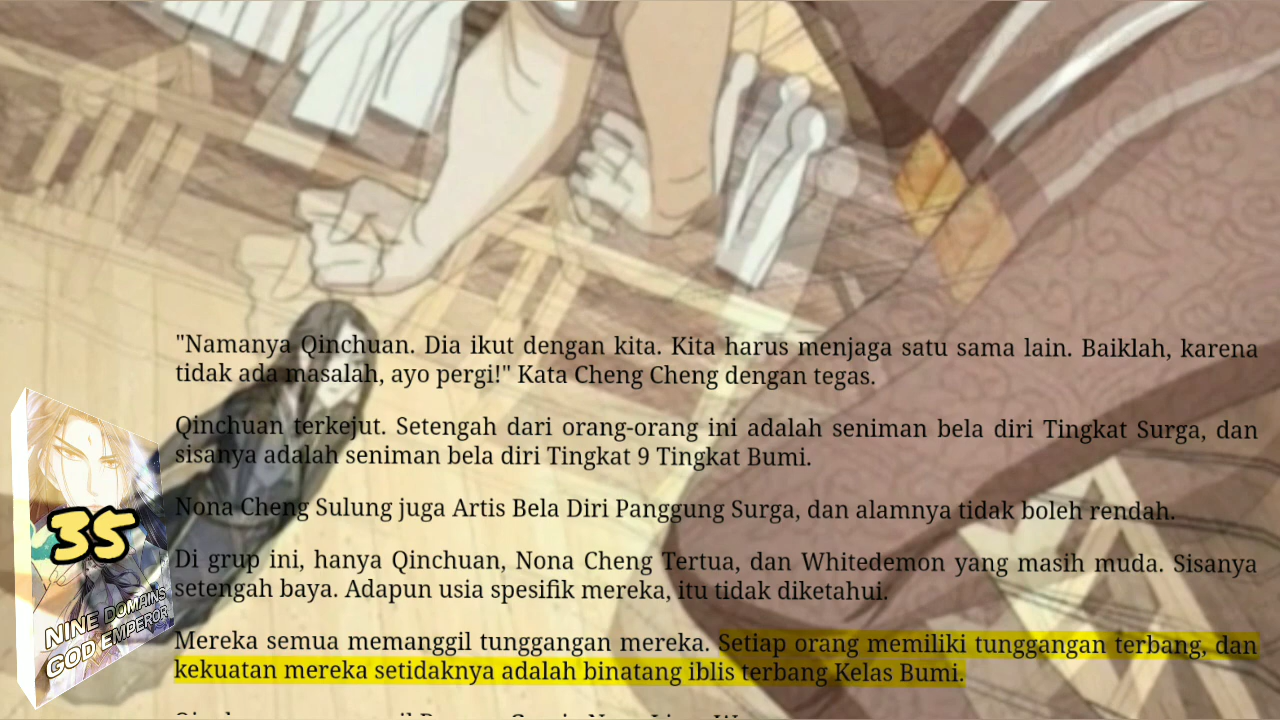 "Namanya Qinchuan. Dia ikut dengan kita. Kita harus menjaga satu sama lain. Baiklah, karena
tidak ada masalah, ayo pergi!" Kata Cheng Cheng dengan tegas.
Qinchuan terkejut. Setengah dari orang-orang ini adalah seniman bela diri Tingkat Surga, dan
sisanya adalah seniman bela diri Tingkat 9 Tingkat Bumi.
Nona Cheng Sulung juga Artis Bela Diri Panggung Surga, dan alamnya tidak boleh rendah.
Di grup ini, hanya Qinchuan, Nona Cheng Tertua, dan Whitedemon yang masih muda. Sisanya
setengah baya. Adapun usia spesifik mereka, itu tidak diketahui.
Mereka semua memanggil tunggangan mereka. Setiap orang memiliki tunggangan terbang, dan
kekuatan mereka setidaknya adalah binatang iblis terbang Kelas Bumi.
35
NINE DOMAINS
GOD EMPEROR